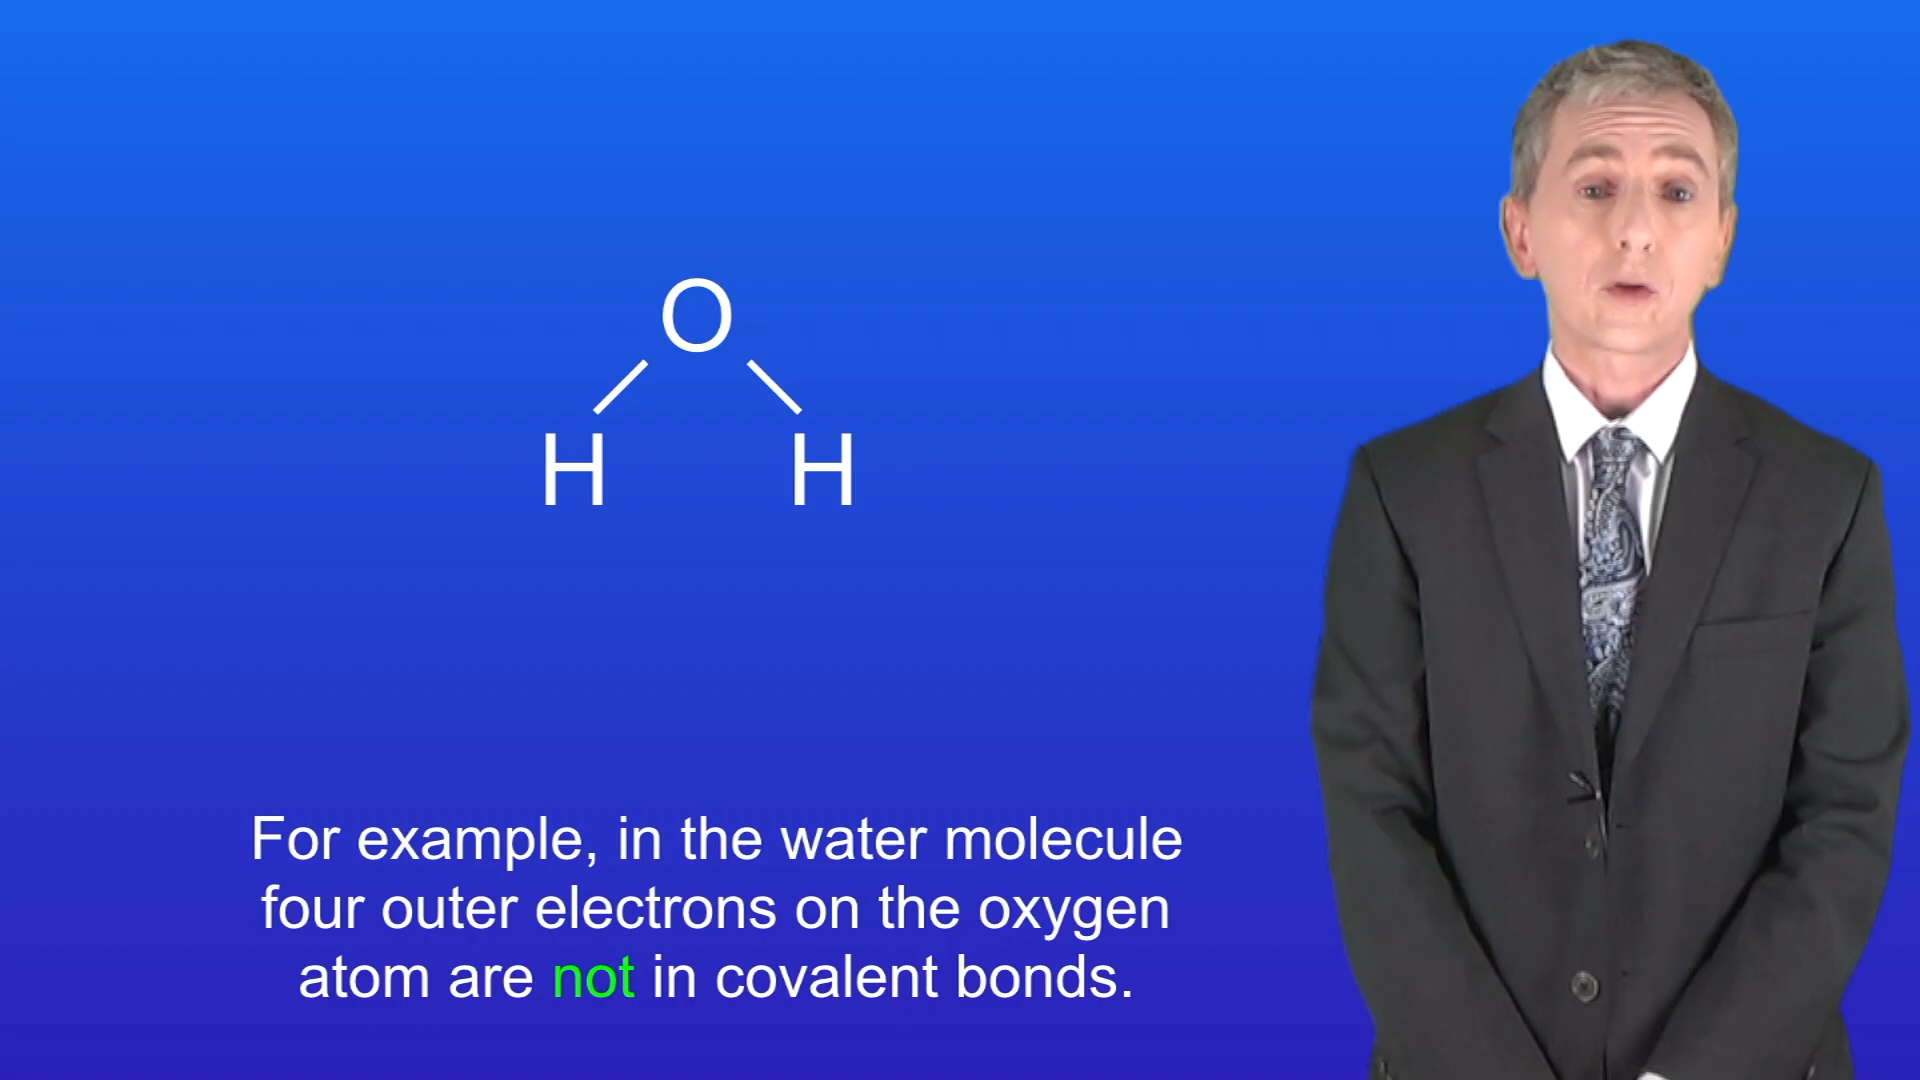 O
H H
For example, in the water molecule
four outer electrons on the oxygen
atom are not in covalent bonds.